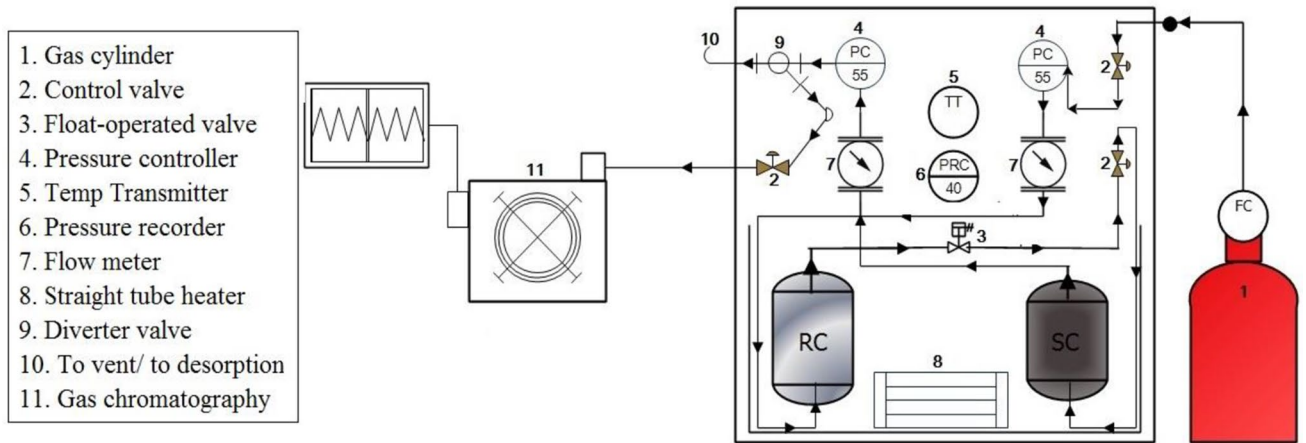 1. Gas cylinder
2. Control valve
3. Float-operated valve
4. Pressure controller
5. Temp Transmitter
6. Pressure recorder
7. Flow meter
8. Straight tube heater
9. Diverter valve
10. To vent/ to desorption
11. Gas chromatography
11
10
9
2
4
PC
55
7
5
TT
6
PRC
40
4
PC
55
7
2
2
#
3
RC
8
SC
FC
1